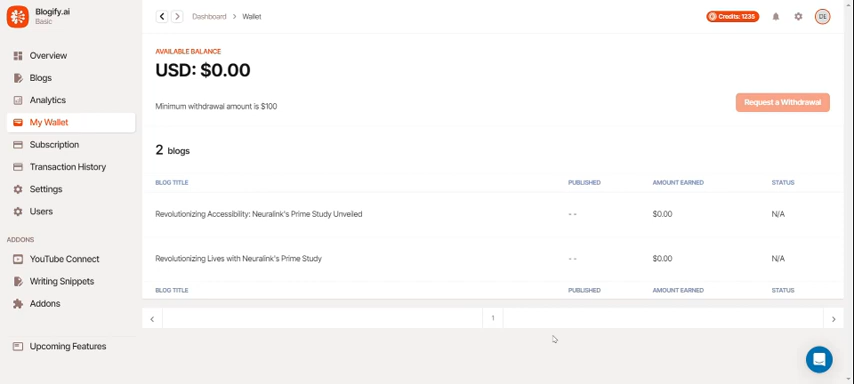 Blogify.ai
Basic
Dashboard > Wallet
Credits: 1235
DE
Overview
Blogs
Analytics
My Wallet
Subscription
Transaction History
Settings
Users
ADDONS
YouTube Connect
Writing Snippets
Addons
Upcoming Features
AVAILABLE BALANCE
USD: $0.00
Minimum withdrawal amount is $100
Request a Withdrawal
2 blogs
BLOG TITLE PUBLISHED AMOUNT EARNED STATUS
Revolutionizing Accessibility: Neuralink's Prime Study Unveiled -- $0.00 N/A
Revolutionizing Lives with Neuralink's Prime Study -- $0.00 N/A
BLOG TITLE PUBLISHED AMOUNT EARNED STATUS
1